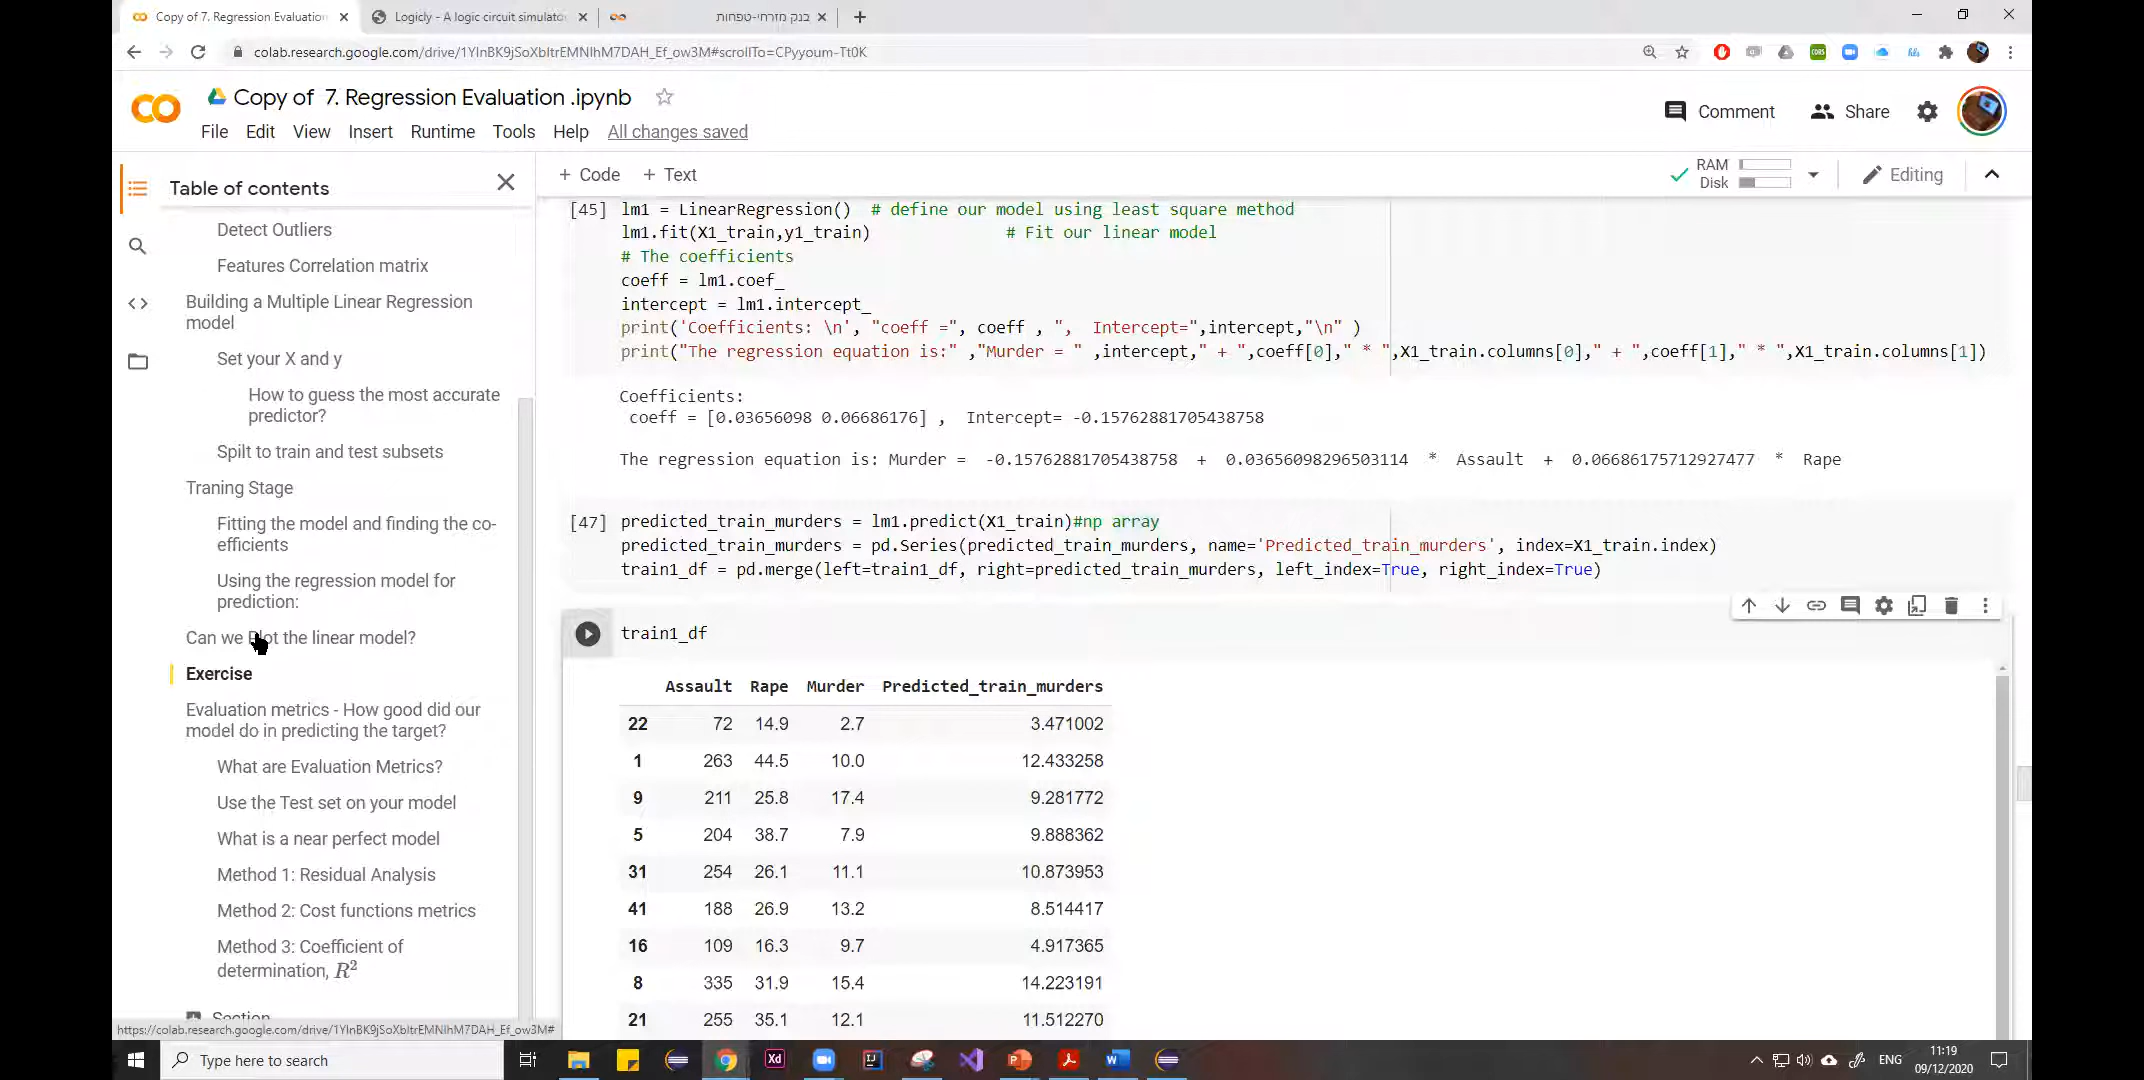 Copy of 7. Regression Evaluation
Logicly - A logic circuit simulato
בנק מזרחי-טפחות
colab.research.google.com/drive/1YInBK9jSoXbItrEMNIhM7DAH_Ef_ow3M#scrollTo=CPyyoum-Tt0K
Copy of 7. Regression Evaluation .ipynb
Comment
Share
File Edit View Insert Runtime Tools Help All changes saved
Table of contents
+ Code + Text
RAM
Disk
Editing
Detect Outliers
Features Correlation matrix
Building a Multiple Linear Regression
model
Set your X and y
How to guess the most accurate
predictor?
Spilt to train and test subsets
Traning Stage
Fitting the model and finding the co-
efficients
Using the regression model for
prediction:
Can we Plot the linear model?
Exercise
Evaluation metrics - How good did our
model do in predicting the target?
What are Evaluation Metrics?
Use the Test set on your model
What is a near perfect model
Method 1: Residual Analysis
Method 2: Cost functions metrics
Method 3: Coefficient of
determination, R²
Section
https://colab.research.google.com/drive/1YInBK9jSoXbItrEMNIhM7DAH_Ef_ow3M#
[45] lm1 = LinearRegression() # define our model using least square method
lm1.fit(X1_train,y1_train) # Fit our linear model
# The coefficients
coeff = lm1.coef_
intercept = lm1.intercept_
print('Coefficients: \n', "coeff =", coeff , ", Intercept=",intercept,"\n" )
print("The regression equation is:" ,"Murder = " ,intercept," + ",coeff[0]," * ",X1_train.columns[0]," + ",coeff[1]," * ",X1_train.columns[1])
Coefficients:
coeff = [0.03656098 0.06686176] , Intercept= -0.15762881705438758
The regression equation is: Murder = -0.15762881705438758 + 0.03656098296503114 * Assault + 0.06686175712927477 * Rape
[47] predicted_train_murders = lm1.predict(X1_train)#np array
predicted_train_murders = pd.Series(predicted_train_murders, name='Predicted_train_murders', index=X1_train.index)
train1_df = pd.merge(left=train1_df, right=predicted_train_murders, left_index=True, right_index=True)
train1_df
Assault Rape Murder Predicted_train_murders
22 72 14.9 2.7 3.471002
1 263 44.5 10.0 12.433258
9 211 25.8 17.4 9.281772
5 204 38.7 7.9 9.888362
31 254 26.1 11.1 10.873953
41 188 26.9 13.2 8.514417
16 109 16.3 9.7 4.917365
8 335 31.9 15.4 14.223191
21 255 35.1 12.1 11.512270
Type here to search
Xd
ENG
11:19
09/12/2020